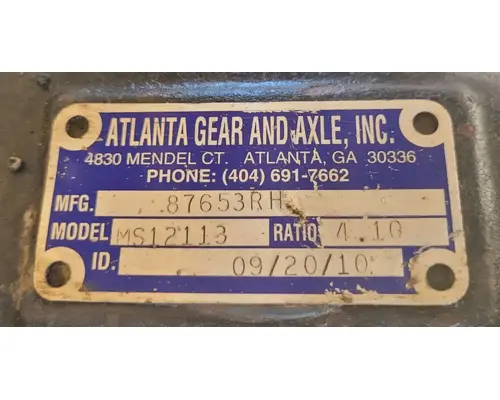 ATLANTA GEAR AND AXLE, INC.
4830 MENDEL CT. ATLANTA, GA 30336
PHONE: (404) 691-7662
MFG. 87653RH
MODEL MS12113 RATIO 4.10
ID. 09/20/10